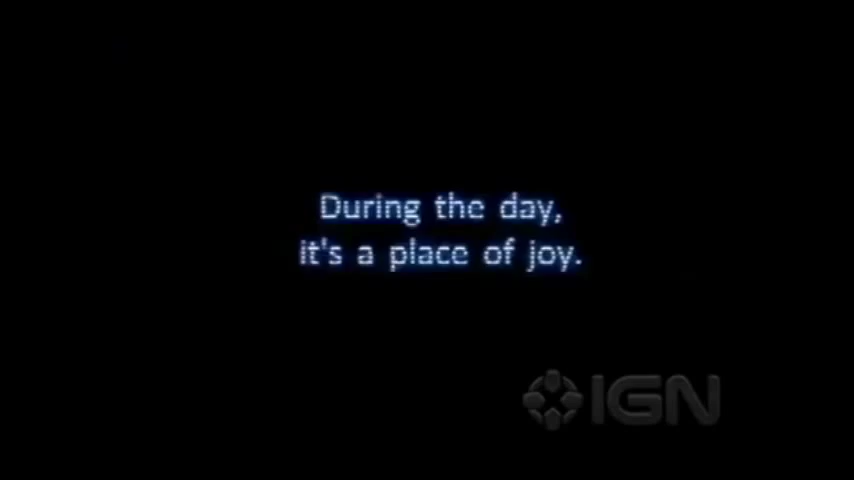 During the day,
it's a place of joy.
IGN